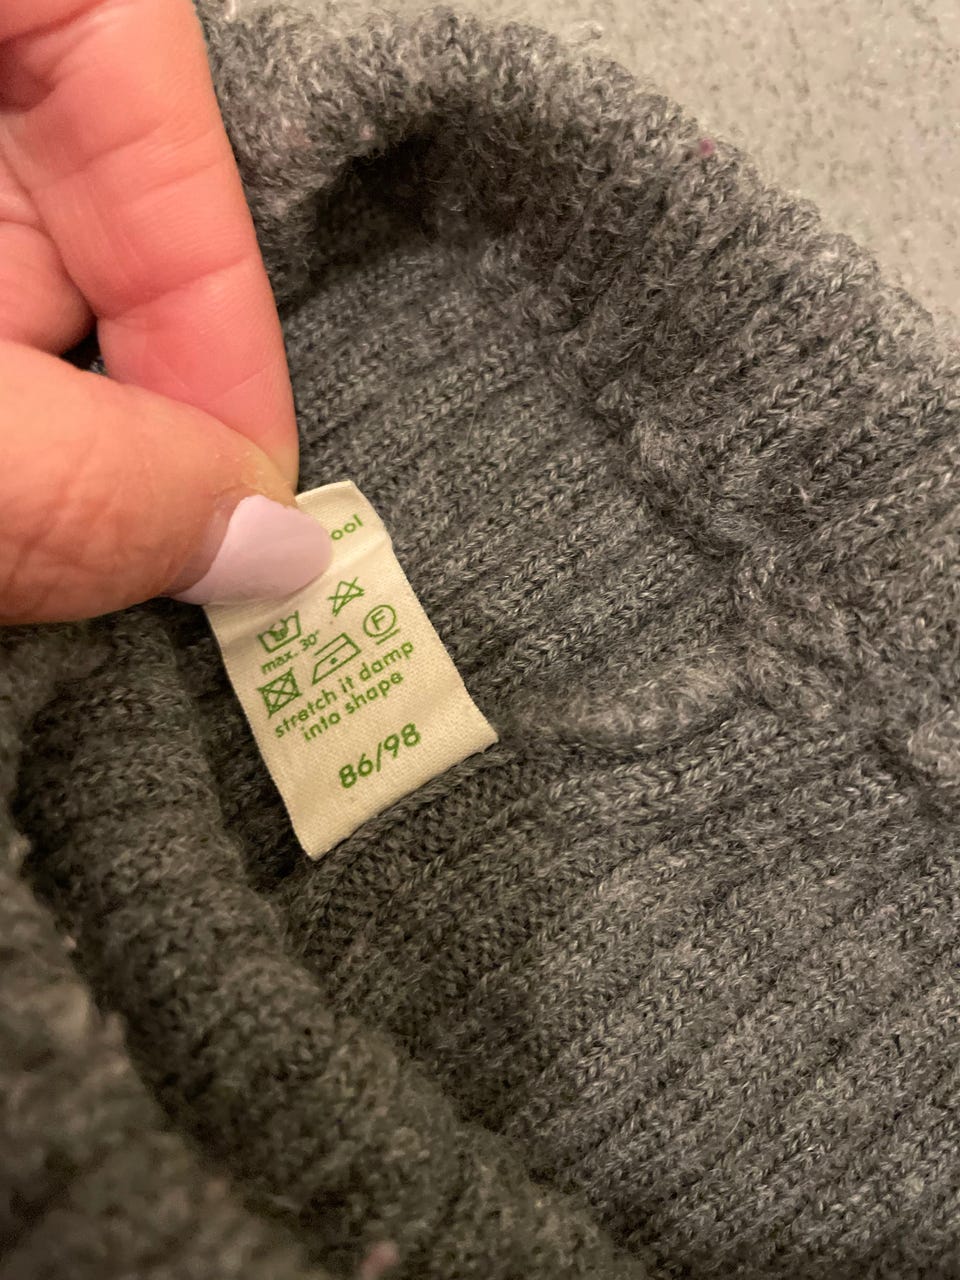 ool
max. 30°
F
stretch it damp
into shape
86/98